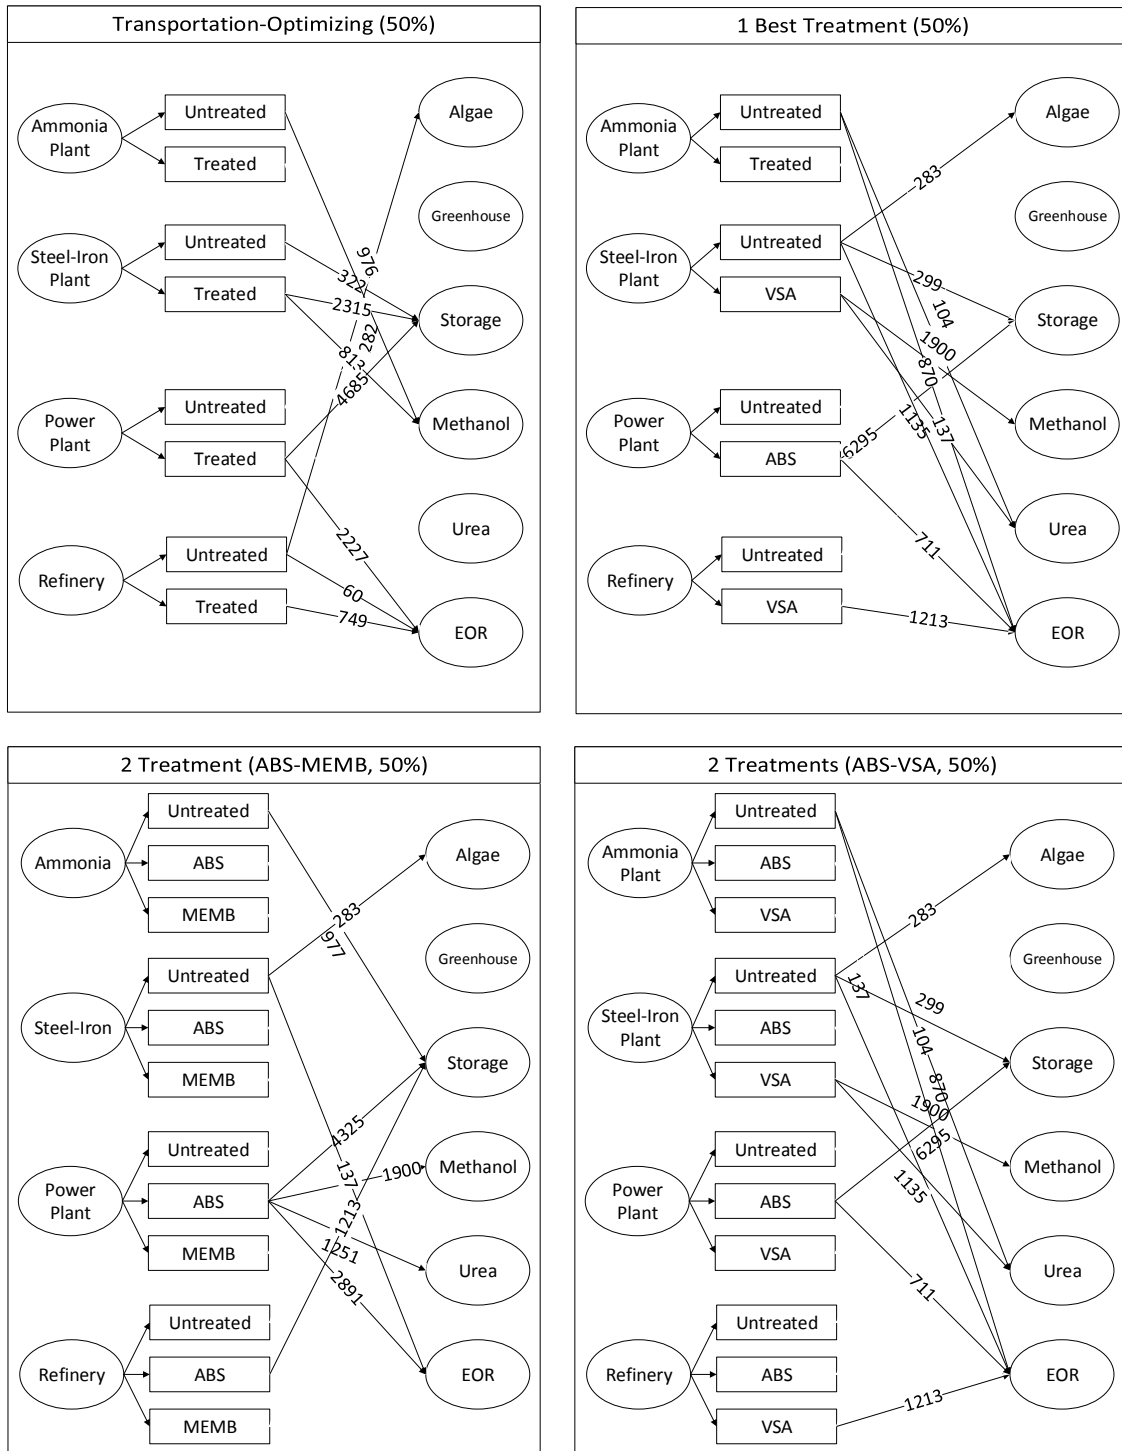 Transportation-Optimizing (50%)
Ammonia
Plant
Untreated
Treated
Steel-Iron
Plant
Untreated
Treated
Power
Plant
Untreated
Treated
Refinery
Untreated
Treated
976
322
2315
282
813
4685
2227
60
749
Algae
Greenhouse
Storage
Methanol
Urea
EOR
1 Best Treatment (50%)
Ammonia
Plant
Untreated
Treated
Steel-Iron
Plant
Untreated
VSA
Power
Plant
Untreated
ABS
Refinery
Untreated
VSA
283
299
104
1900
870
1135
137
6295
711
1213
Algae
Greenhouse
Storage
Methanol
Urea
EOR
2 Treatment (ABS-MEMB, 50%)
Ammonia
Untreated
ABS
MEMB
Steel-Iron
Untreated
ABS
MEMB
Power
Plant
Untreated
ABS
MEMB
Refinery
Untreated
ABS
MEMB
283
977
4325
137
1900
1213
1251
2891
Algae
Greenhouse
Storage
Methanol
Urea
EOR
2 Treatments (ABS-VSA, 50%)
Ammonia
Plant
Untreated
ABS
VSA
Steel-Iron
Plant
Untreated
ABS
VSA
Power
Plant
Untreated
ABS
VSA
Refinery
Untreated
ABS
VSA
283
137
299
104
870
1900
6295
1135
711
1213
Algae
Greenhouse
Storage
Methanol
Urea
EOR